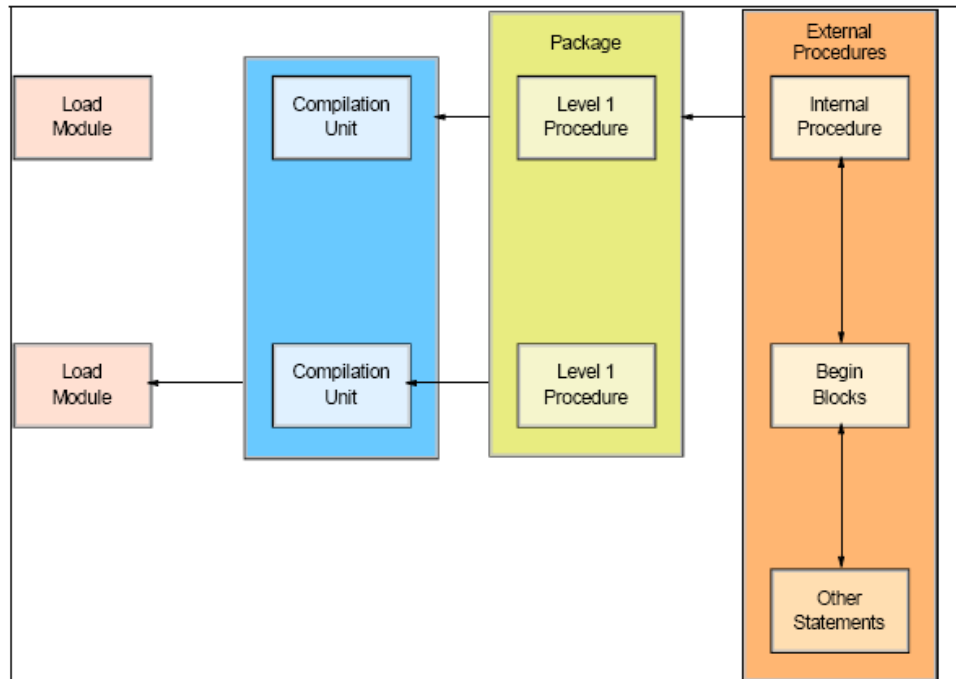 Package
External
Procedures
Load
Module
Compilation
Unit
Level 1
Procedure
Internal
Procedure
Load
Module
Compilation
Unit
Level 1
Procedure
Begin
Blocks
Other
Statements